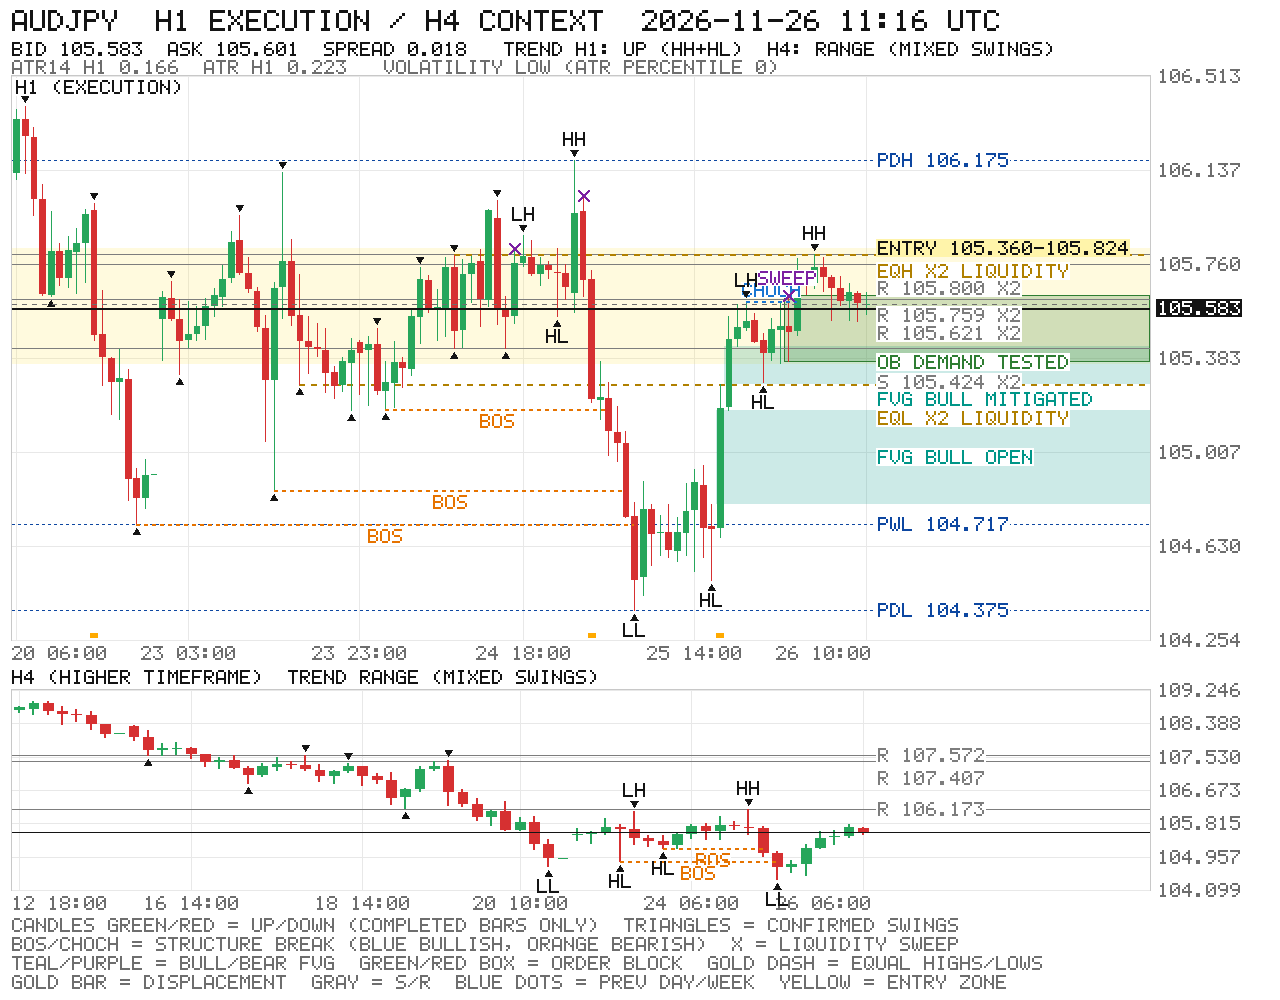 AUDJPY  H1 EXECUTION / H4 CONTEXT  2026-11-26 11:16 UTC
BID 105.583  ASK 105.601  SPREAD 0.018   TREND H1: UP (HH+HL)  H4: RANGE (MIXED SWINGS)
ATR14 H1 0.166  ATR H1 0.223   VOLATILITY LOW (ATR PERCENTILE 0)
106.513
H1 (EXECUTION)
HH
PDH 106.175
106.137
LH
HH
ENTRY 105.360-105.824
105.760
EQH X2 LIQUIDITY
LH
SWEEP
R 105.800 X2
105.583
R 105.759 X2
R 105.621 X2
HL
105.383
OB DEMAND TESTED
S 105.424 X2
FVG BULL MITIGATED
HL
EQL X2 LIQUIDITY
BOS
105.007
FVG BULL OPEN
BOS
PWL 104.717
BOS
104.630
HL
PDL 104.375
LL
104.254
20 06:00  23 03:00  23 23:00  24 18:00  25 14:00  26 10:00
H4 (HIGHER TIMEFRAME)  TREND RANGE (MIXED SWINGS)
109.246
108.388
R 107.572
107.530
R 107.407
106.673
LH
HH
R 106.173
105.815
BOS
104.957
HL
HL
BOS
LL
104.099
LL
12 18:00  16 14:00  18 14:00  20 10:00  24 06:00  26 06:00
CANDLES GREEN/RED = UP/DOWN (COMPLETED BARS ONLY)  TRIANGLES = CONFIRMED SWINGS
BOS/CHOCH = STRUCTURE BREAK (BLUE BULLISH, ORANGE BEARISH)  X = LIQUIDITY SWEEP
TEAL/PURPLE = BULL/BEAR FVG  GREEN/RED BOX = ORDER BLOCK  GOLD DASH = EQUAL HIGHS/LOWS
GOLD BAR = DISPLACEMENT  GRAY = S/R  BLUE DOTS = PREV DAY/WEEK  YELLOW = ENTRY ZONE